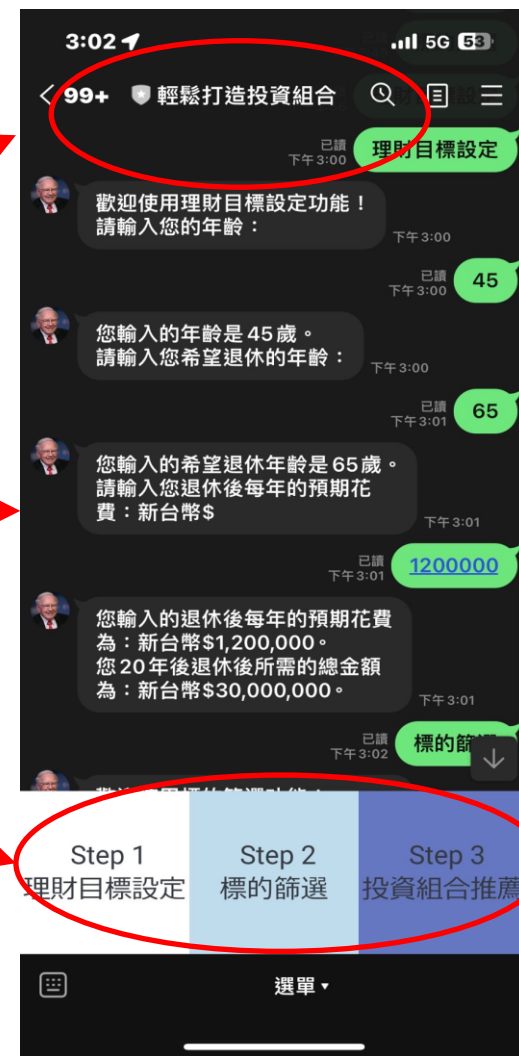 3:02
5G 53
99+ 輕鬆打造投資組合
已讀
下午3:00
理財目標設定
歡迎使用理財目標設定功能！
請輸入您的年齡：
下午3:00
已讀
下午3:00
45
您輸入的年齡是45歲。
請輸入您希望退休的年齡：
下午3:00
已讀
下午3:01
65
您輸入的希望退休年齡是65歲。
請輸入您退休後每年的預期花
費：新台幣$
下午3:01
已讀
下午3:01
1200000
您輸入的退休後每年的預期花費
為：新台幣$1,200,000。
您20年後退休後所需的總金額
為：新台幣$30,000,000。
下午3:01
已讀
下午3:02
標的篩
Step 1
理財目標設定
Step 2
標的篩選
Step 3
投資組合推薦
選單